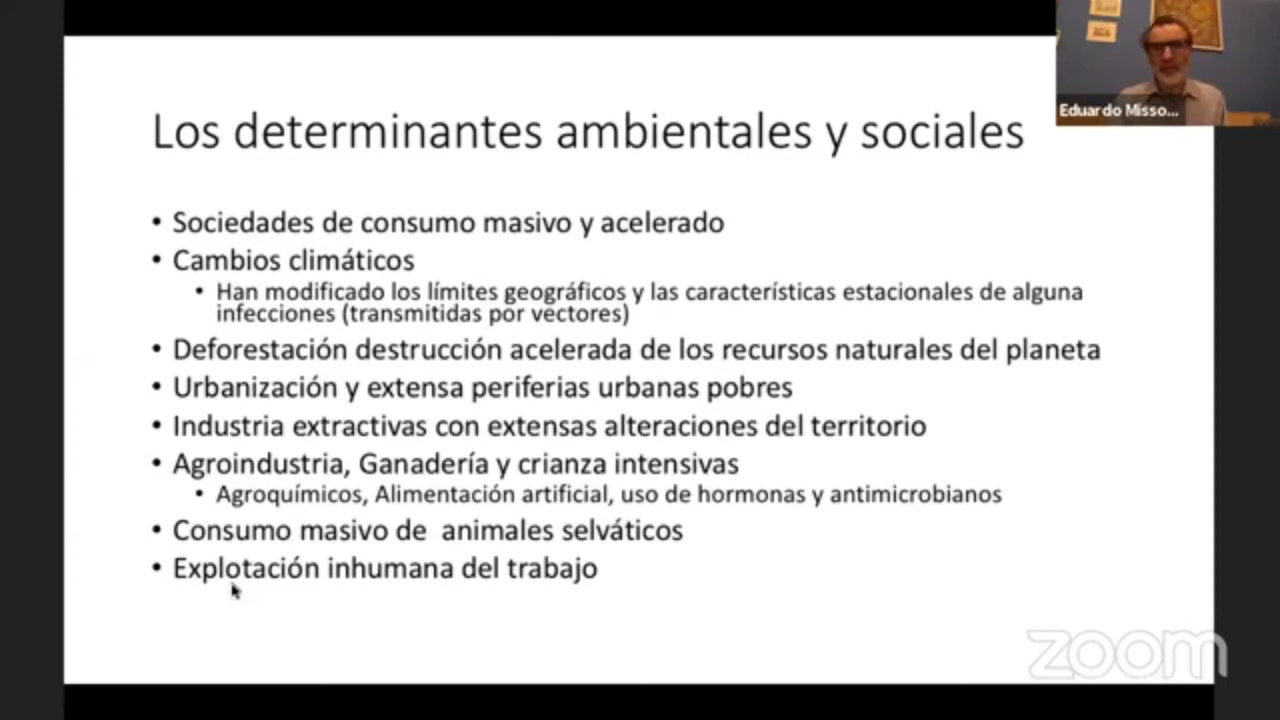 Los determinantes ambientales y sociales
• Sociedades de consumo masivo y acelerado
• Cambios climáticos
• Han modificado los límites geográficos y las características estacionales de alguna
infecciones (transmitidas por vectores)
• Deforestación destrucción acelerada de los recursos naturales del planeta
• Urbanización y extensa periferias urbanas pobres
• Industria extractivas con extensas alteraciones del territorio
• Agroindustria, Ganadería y crianza intensivas
• Agroquímicos, Alimentación artificial, uso de hormonas y antimicrobianos
• Consumo masivo de animales selváticos
• Explotación inhumana del trabajo
Eduardo Misso...
zoom